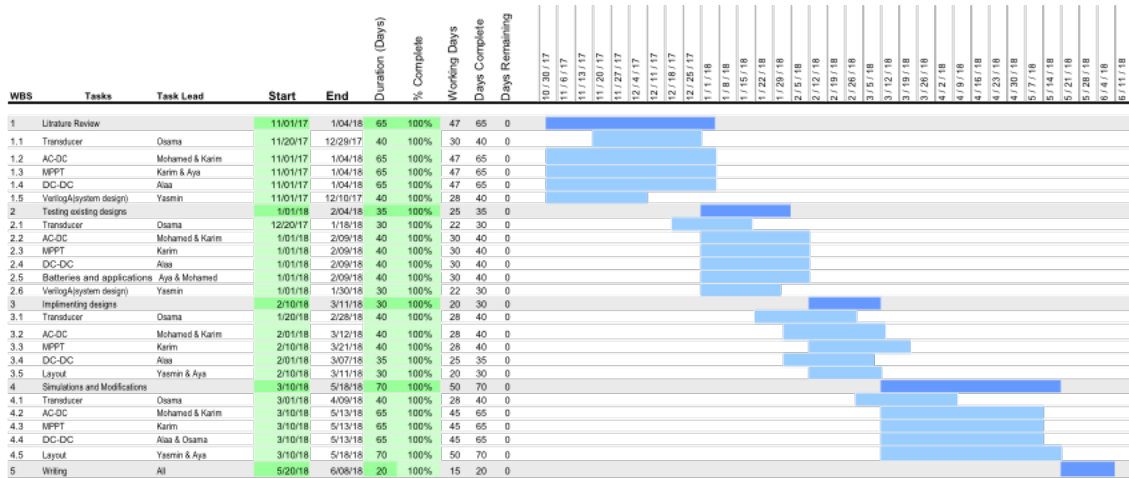 WBS Tasks Task Lead Start End Duration (Days) % Complete Working Days Days Complete Days Remaining 10 / 30 / 17 11 / 6 / 17 11 / 13 / 17 11 / 20 / 17 11 / 27 / 17 12 / 4 / 17 12 / 11 / 17 12 / 18 / 17 12 / 25 / 17 1 / 1 / 18 1 / 8 / 18 1 / 22 / 18 1 / 29 / 18 2 / 5 / 18 2 / 12 / 18 2 / 19 / 18 2 / 26 / 18 3 / 5 / 18 3 / 12 / 18 3 / 19 / 18 3 / 26 / 18 4 / 2 / 18 4 / 9 / 18 4 / 16 / 18 4 / 23 / 18 4 / 30 / 18 5 / 7 / 18 5 / 14 / 18 5 / 21 / 18 5 / 28 / 18 6 / 4 / 18 6 / 11 / 18
1 Litrature Review 11/01/17 1/04/18 65 100% 47 65 0
1.1 Transducer Osama 11/20/17 12/29/17 40 100% 30 40 0
1.2 AC-DC Mohamed & Karim 11/01/17 1/04/18 65 100% 47 65 0
1.3 MPPT Karim & Aya 11/01/17 1/04/18 65 100% 47 65 0
1.4 DC-DC Alaa 11/01/17 1/04/18 65 100% 47 65 0
1.5 VerilogA(system design) Yasmin 11/01/17 12/10/17 40 100% 28 40 0
2 Testing existing designs 1/01/18 2/04/18 35 100% 25 35 0
2.1 Transducer Osama 12/20/17 1/18/18 30 100% 22 30 0
2.2 AC-DC Mohamed & Karim 1/01/18 2/09/18 40 100% 30 40 0
2.3 MPPT Karim 1/01/18 2/09/18 40 100% 30 40 0
2.4 DC-DC Alaa 1/01/18 2/09/18 40 100% 30 40 0
2.5 Batteries and applications Aya & Mohamed 1/01/18 2/09/18 40 100% 30 40 0
2.6 VerilogA(system design) Yasmin 1/01/18 1/30/18 30 100% 22 30 0
3 Implimenting designs 2/10/18 3/11/18 30 100% 20 30 0
3.1 Transducer Osama 1/20/18 2/28/18 40 100% 28 40 0
3.2 AC-DC Mohamed & Karim 2/01/18 3/12/18 40 100% 28 40 0
3.3 MPPT Karim 2/10/18 3/21/18 40 100% 28 40 0
3.4 DC-DC Alaa 2/01/18 3/07/18 35 100% 25 35 0
3.5 Layout Yasmin & Aya 2/10/18 3/11/18 30 100% 20 30 0
4 Simulations and Modifications 3/10/18 5/18/18 70 100% 50 70 0
4.1 Transducer Osama 3/01/18 4/09/18 40 100% 28 40 0
4.2 AC-DC Mohamed & Karim 3/10/18 5/13/18 65 100% 45 65 0
4.3 MPPT Karim 3/10/18 5/13/18 65 100% 45 65 0
4.4 DC-DC Alaa & Osama 3/10/18 5/13/18 65 100% 45 65 0
4.5 Layout Yasmin & Aya 3/10/18 5/18/18 70 100% 50 70 0
5 Writing All 5/20/18 6/08/18 20 100% 15 20 0